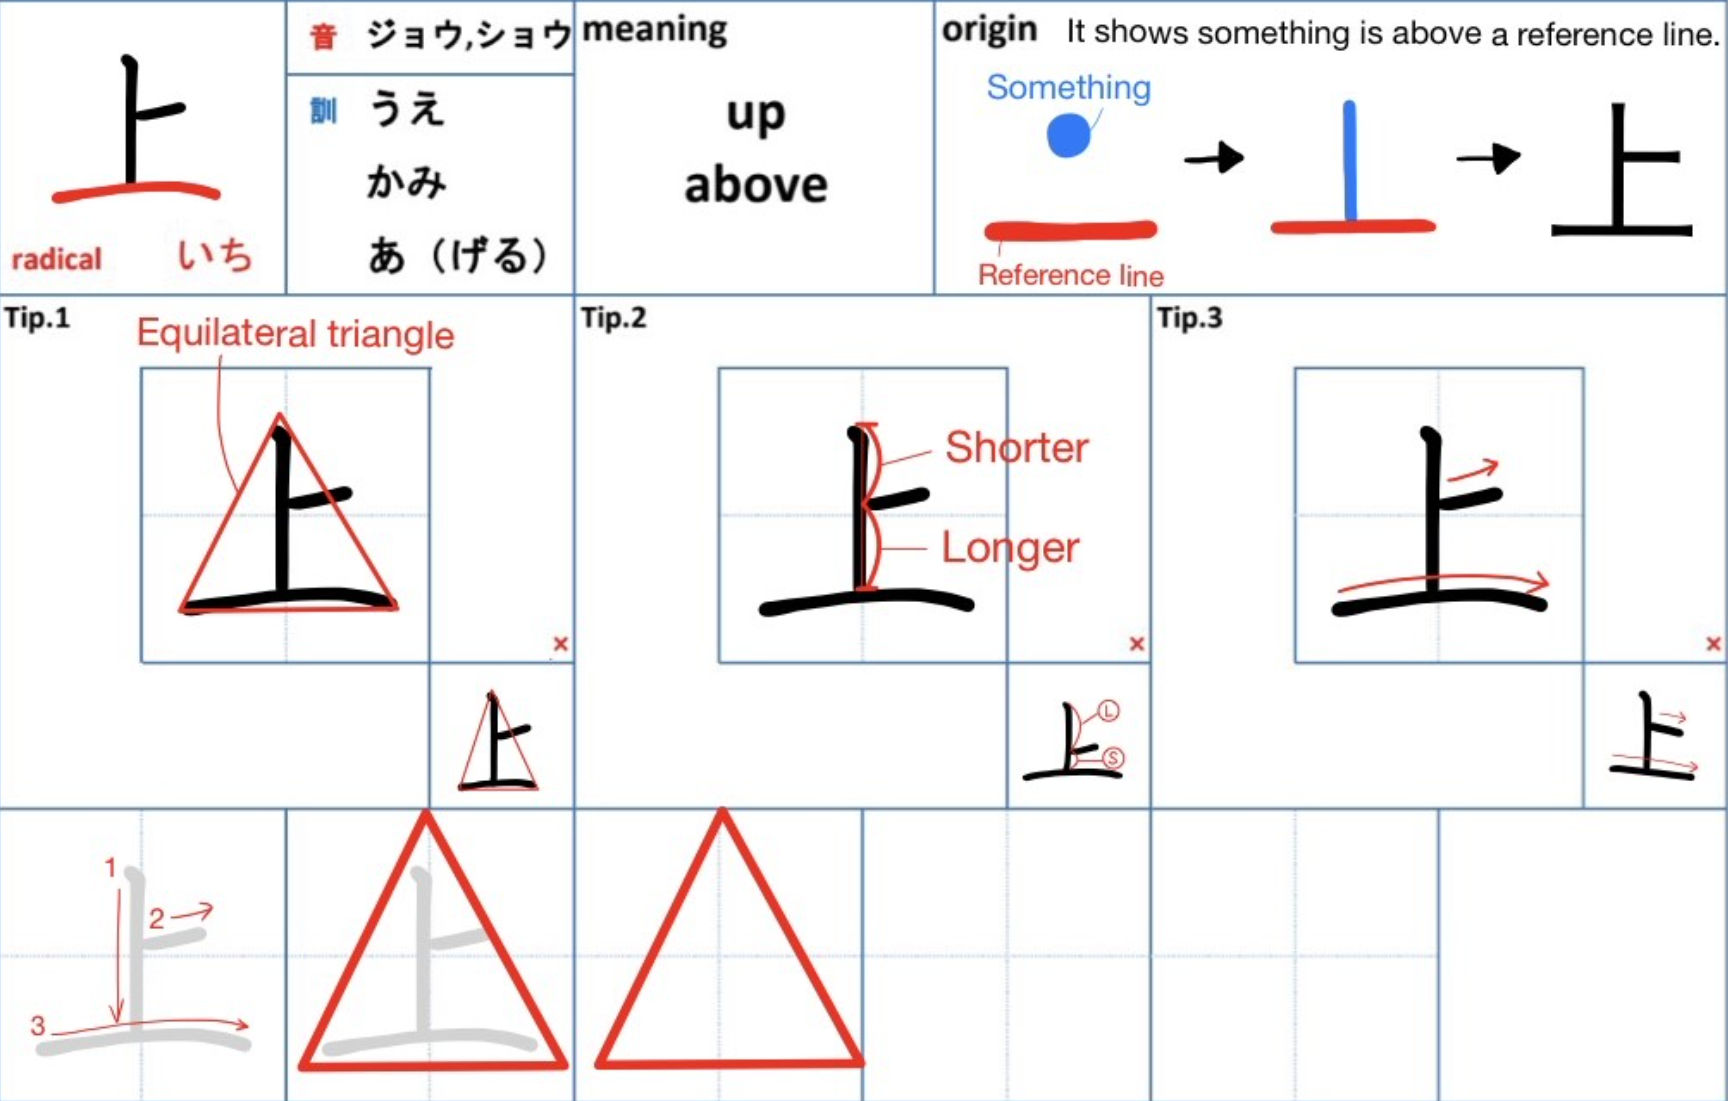 上
radical いち
音 ジョウ,ショウ
訓 うえ
かみ
あ（げる）
meaning
up
above
origin It shows something is above a reference line.
Something
Reference line
上
Tip.1
Equilateral triangle
上
×
上
Tip.2
上
Shorter
Longer
×
上
L
S
Tip.3
上
×
上
1
2
3
上
上